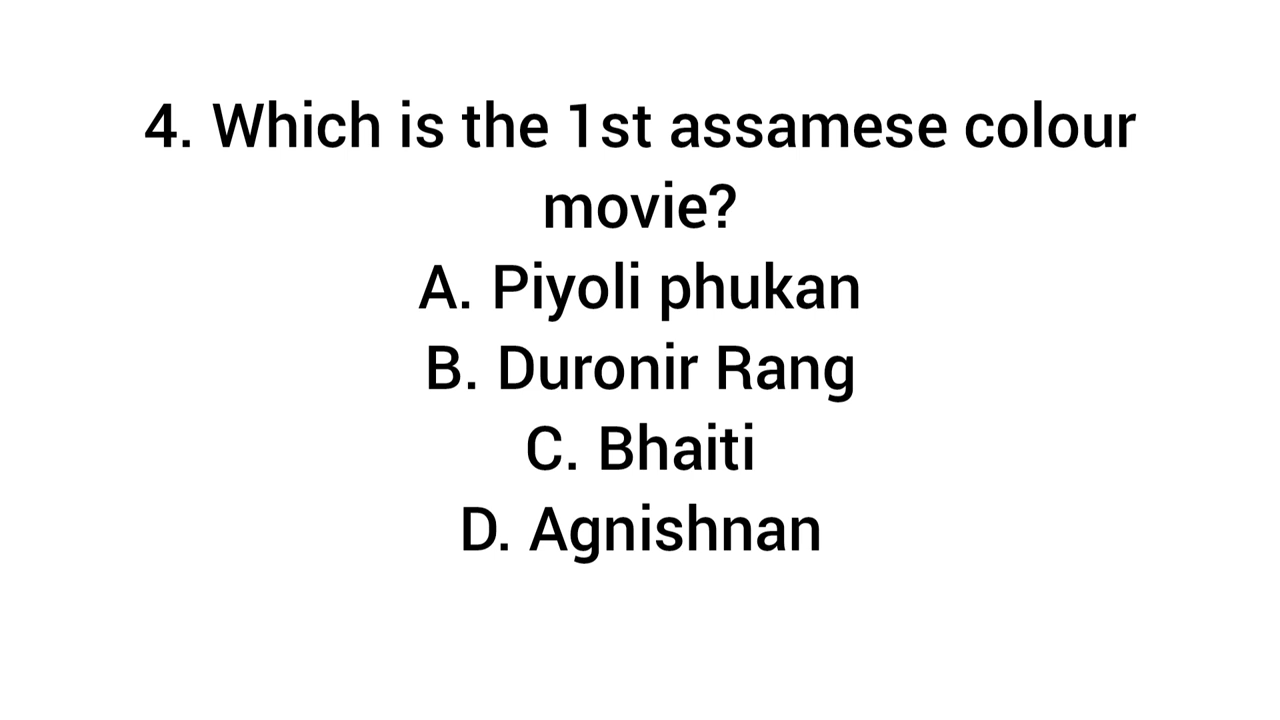 4. Which is the 1st assamese colour
movie?
A. Piyoli phukan
B. Duronir Rang
C. Bhaiti
D. Agnishnan